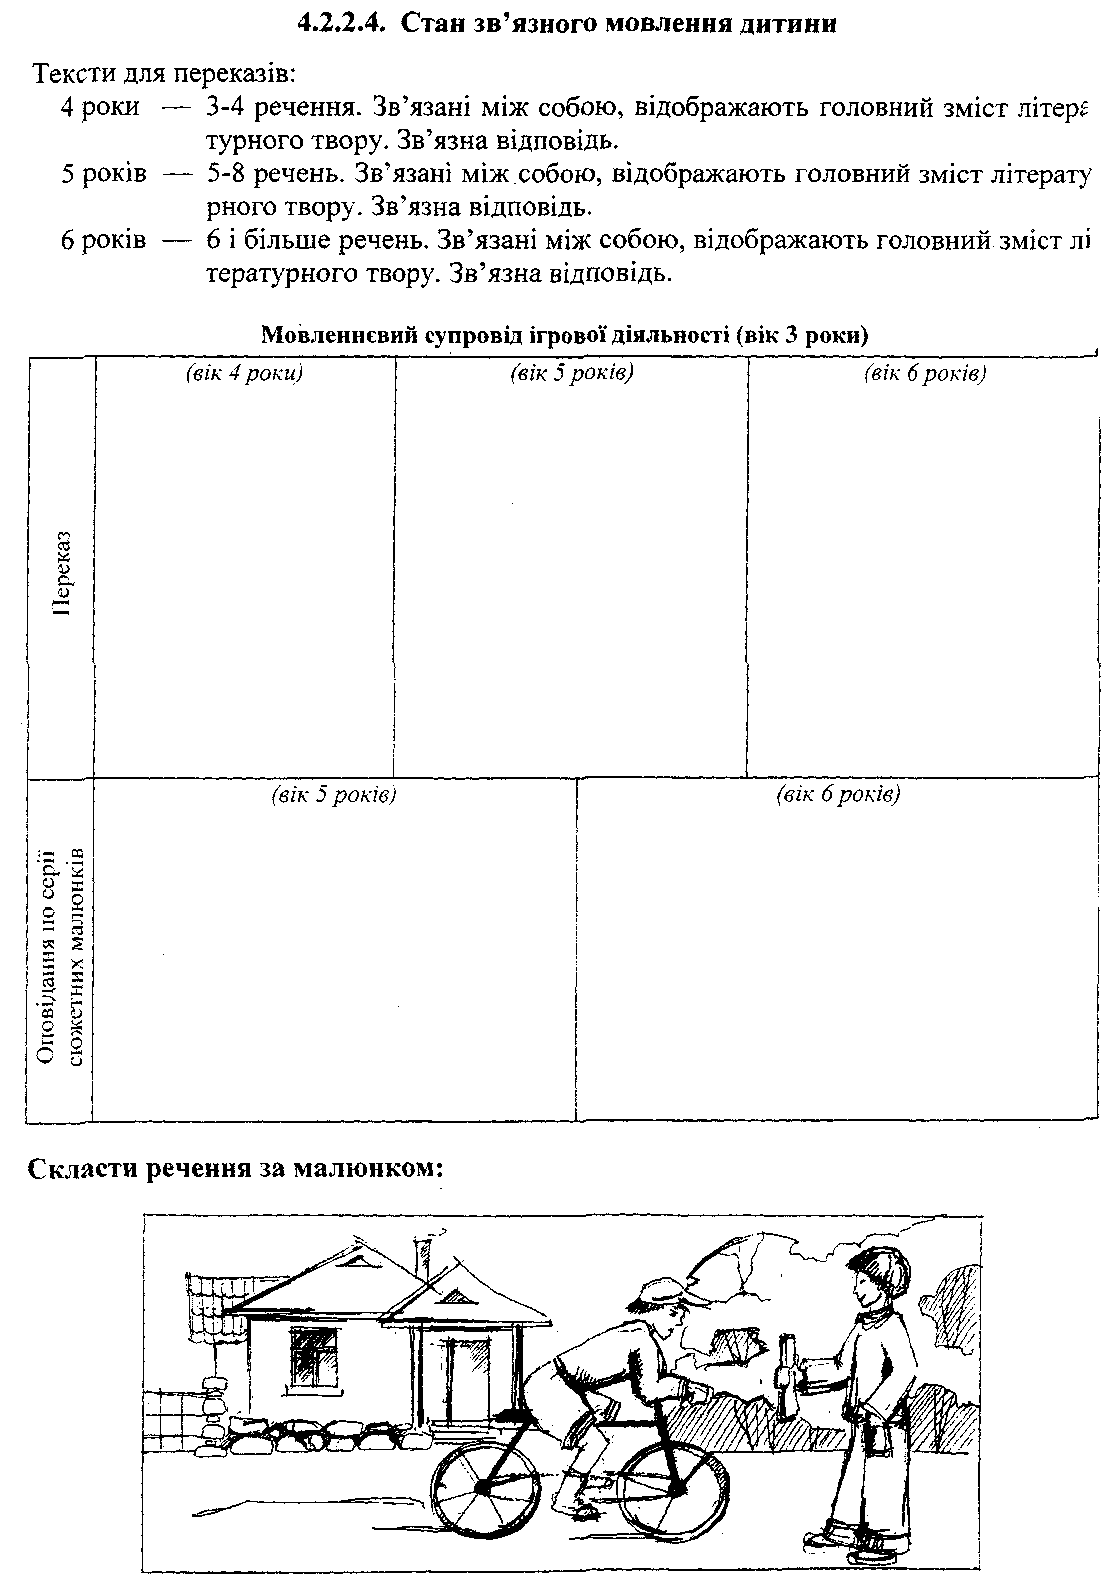 4.2.2.4. Стан зв’язного мовлення дитини
Тексти для переказів:
4 роки — 3-4 речення. Зв’язані між собою, відображають головний зміст літера
турного твору. Зв’язна відповідь.
5 років — 5-8 речень. Зв’язані між собою, відображають головний зміст літерату
рного твору. Зв’язна відповідь.
6 років — 6 і більше речень. Зв’язані між собою, відображають головний зміст лі
тературного твору. Зв’язна відповідь.
Мовленнєвий супровід ігрової діяльності (вік 3 роки)
Переказ
(вік 4 роки)
(вік 5 років)
(вік 6 років)
Оповідання по серії
сюжетних малюнків
(вік 5 років)
(вік 6 років)
Скласти речення за малюнком: